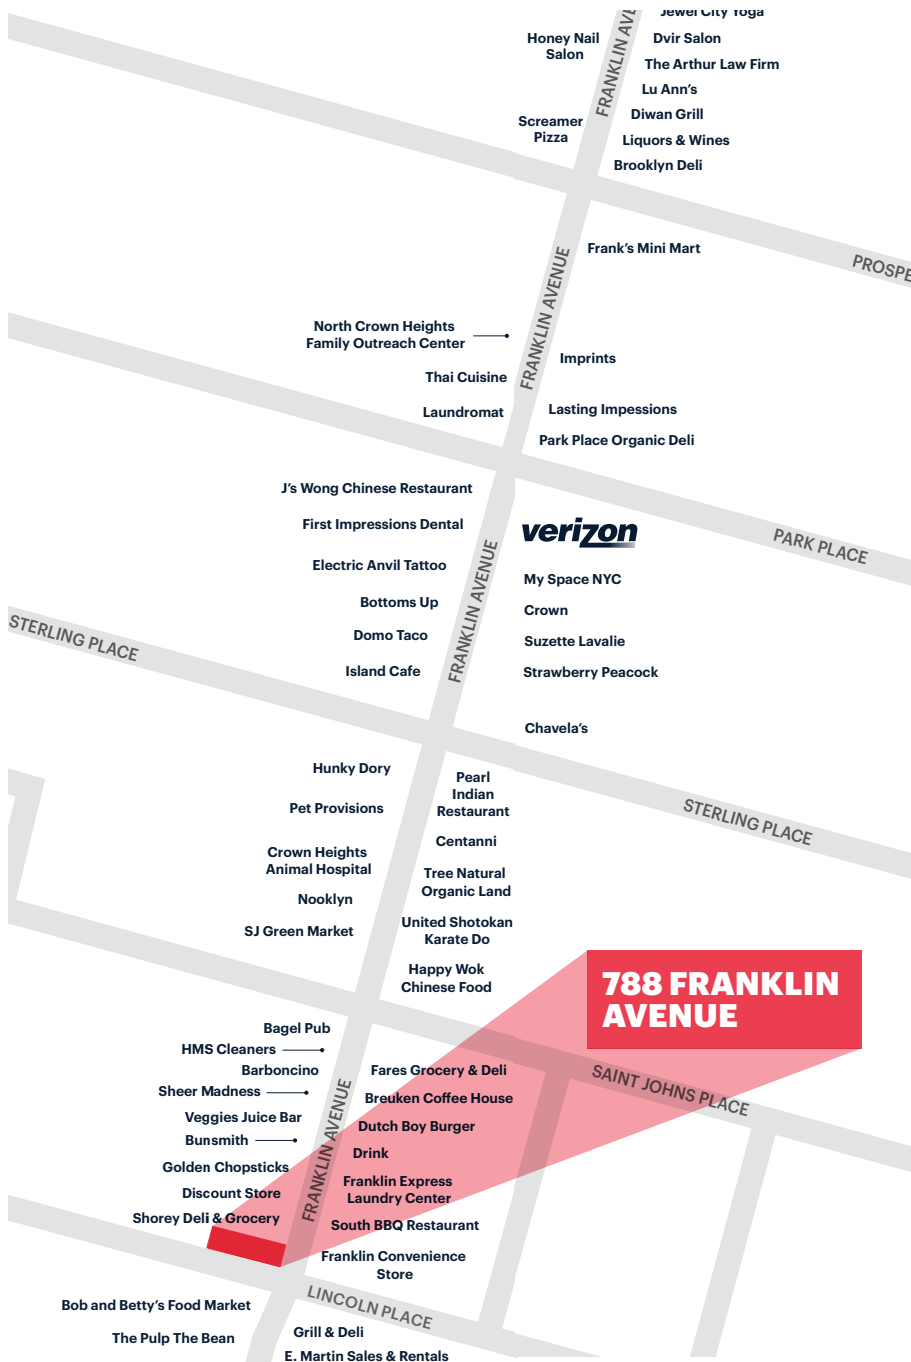 Jewel City Yoga
FRANKLIN AVE
Honey Nail
Salon
Dvir Salon
The Arthur Law Firm
Lu Ann's
Diwan Grill
Screamer
Pizza
Liquors & Wines
Brooklyn Deli
Frank's Mini Mart
PROSPE
FRANKLIN AVENUE
North Crown Heights
Family Outreach Center
Imprints
Thai Cuisine
Laundromat
Lasting Impessions
Park Place Organic Deli
J's Wong Chinese Restaurant
First Impressions Dental
verizon
PARK PLACE
Electric Anvil Tattoo
My Space NYC
FRANKLIN AVENUE
Bottoms Up
Crown
Domo Taco
Suzette Lavalie
STERLING PLACE
Island Cafe
Strawberry Peacock
Chavela's
Hunky Dory
Pearl
Indian
Restaurant
Pet Provisions
STERLING PLACE
Centanni
Crown Heights
Animal Hospital
Tree Natural
Organic Land
Nooklyn
SJ Green Market
United Shotokan
Karate Do
Happy Wok
Chinese Food
788 FRANKLIN
AVENUE
Bagel Pub
HMS Cleaners
Barboncino
Fares Grocery & Deli
SAINT JOHNS PLACE
Sheer Madness
Breuken Coffee House
Veggies Juice Bar
Dutch Boy Burger
Bunsmith
FRANKLIN AVENUE
Drink
Golden Chopsticks
Franklin Express
Laundry Center
Discount Store
Shorey Deli & Grocery
South BBQ Restaurant
Franklin Convenience
Store
Bob and Betty's Food Market
LINCOLN PLACE
The Pulp The Bean
Grill & Deli
E. Martin Sales & Rentals